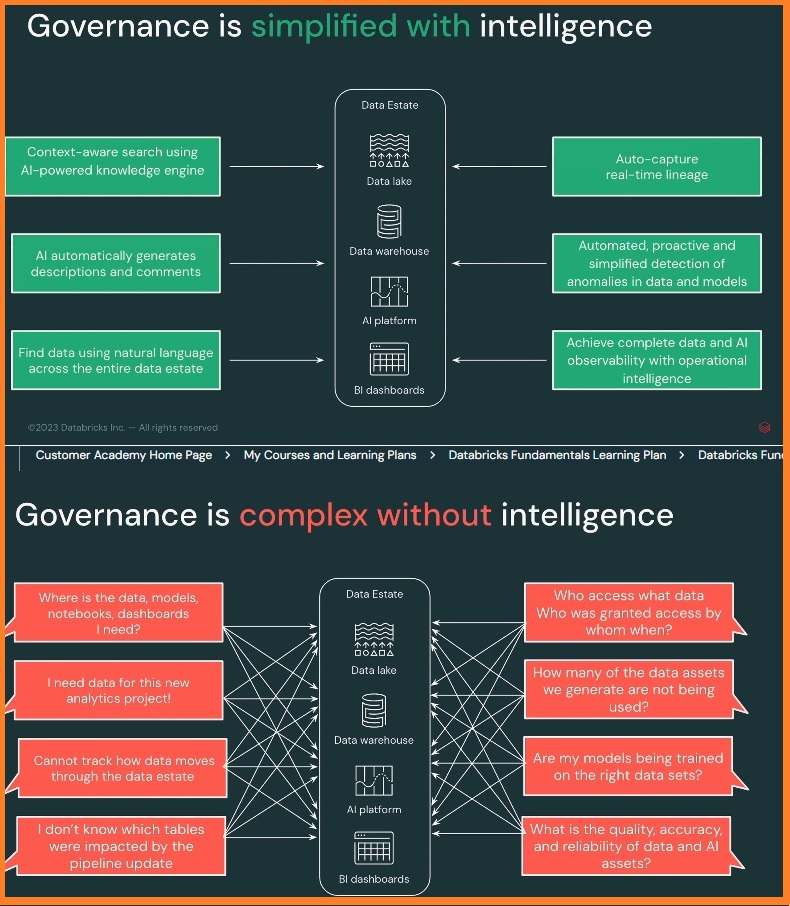 Governance is simplified with intelligence
Data Estate
Context-aware search using
AI-powered knowledge engine
Auto-capture
real-time lineage
Data lake
AI automatically generates
descriptions and comments
Data warehouse
Automated, proactive and
simplified detection of
anomalies in data and models
AI platform
Find data using natural language
across the entire data estate
Achieve complete data and AI
observability with operational
intelligence
BI dashboards
©2023 Databricks Inc. — All rights reserved
Customer Academy Home Page > My Courses and Learning Plans > Databricks Fundamentals Learning Plan > Databricks
Governance is complex without intelligence
Data Estate
Where is the data, models,
notebooks, dashboards
I need?
Who access what data
Who was granted access by
whom when?
Data lake
I need data for this new
analytics project!
How many of the data assets
we generate are not being
used?
Data warehouse
Cannot track how data moves
through the data estate
Are my models being trained
on the right data sets?
AI platform
I don't know which tables
were impacted by the
pipeline update
What is the quality, accuracy,
and reliability of data and AI
assets?
BI dashboards